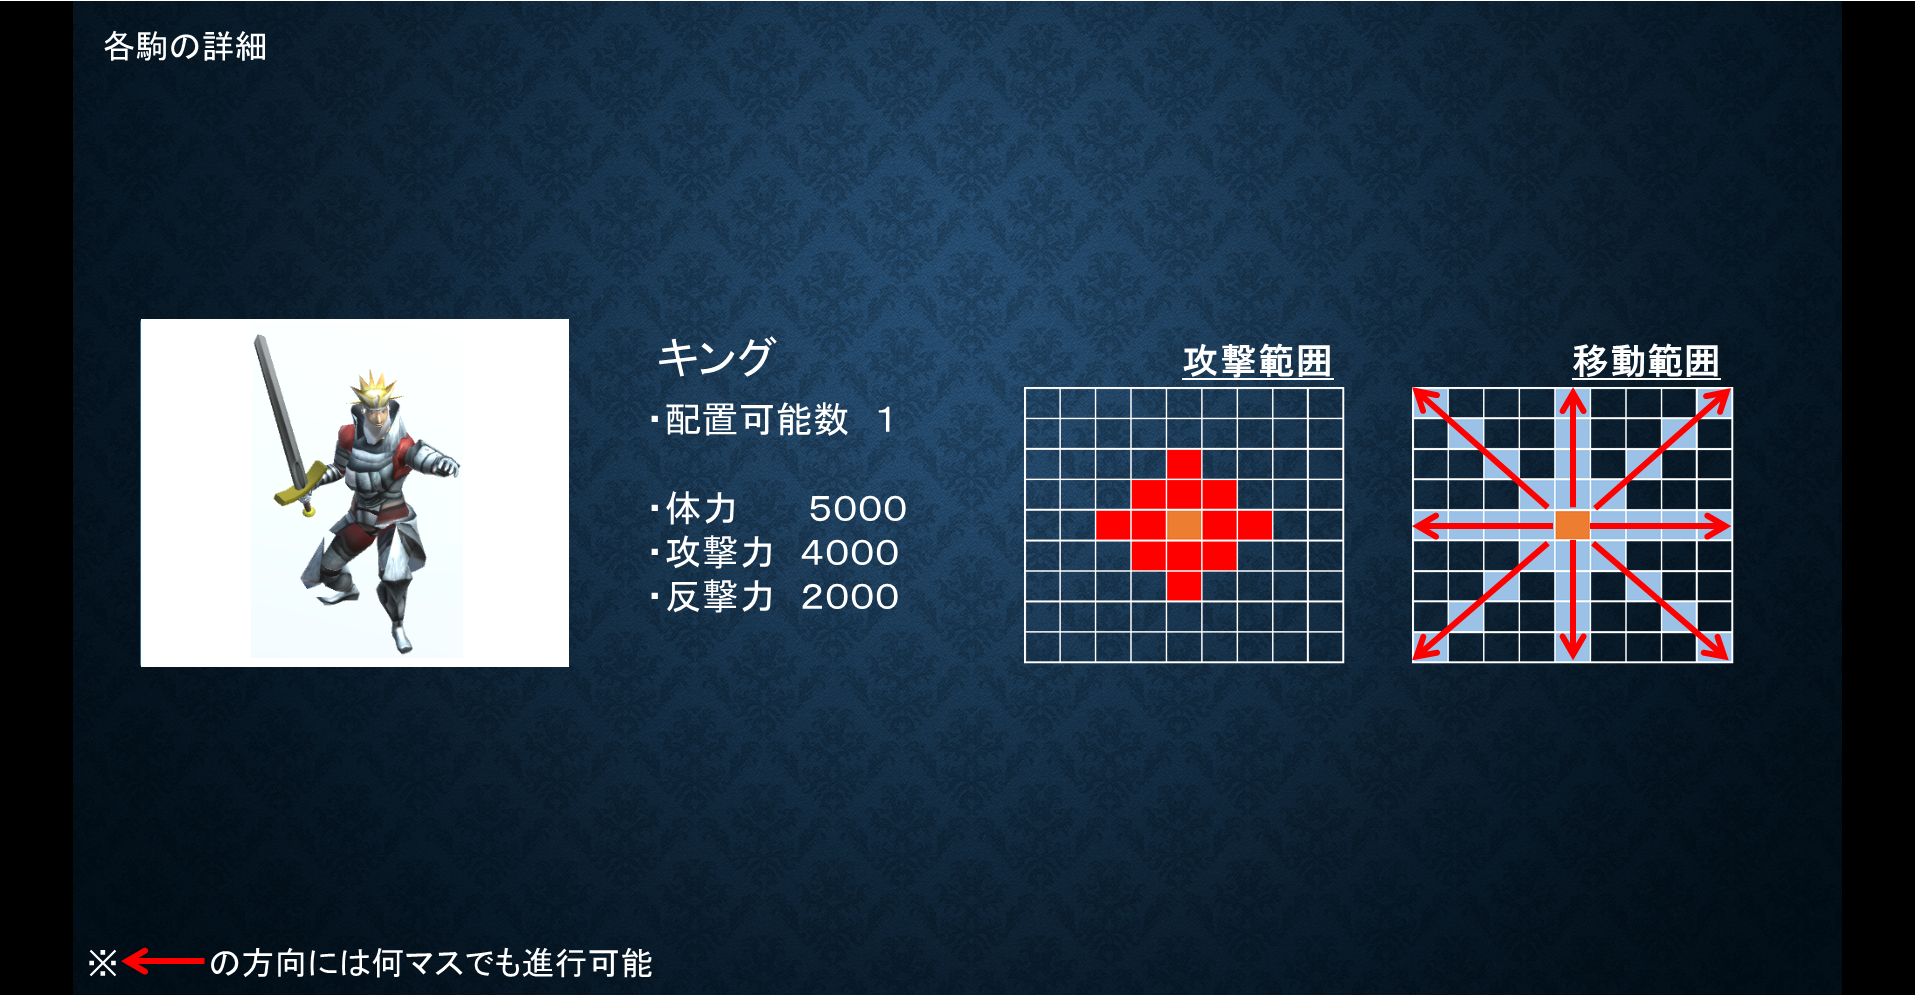 各駒の詳細
キング
・配置可能数　1
・体力　　5000
・攻撃力　4000
・反撃力　2000
攻撃範囲
移動範囲
※←の方向には何マスでも進行可能